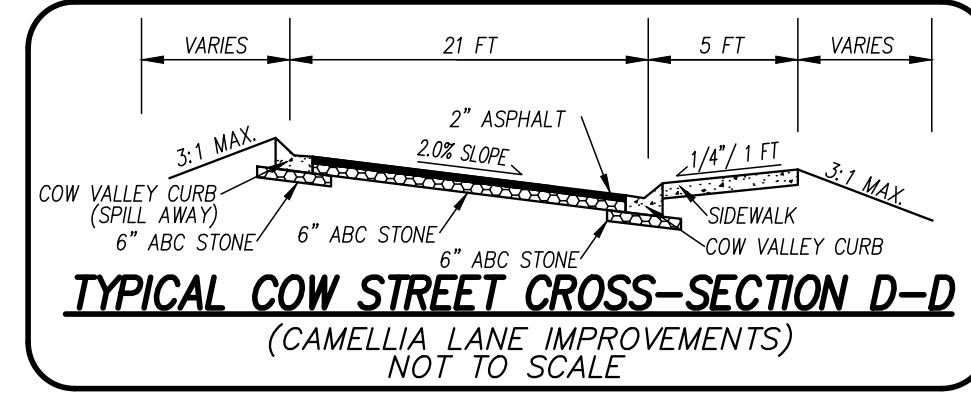 VARIES
21 FT
5 FT
VARIES
2" ASPHALT
3:1 MAX.
2.0% SLOPE
1/4"/ 1 FT
3:1 MAX.
COW VALLEY CURB
(SPILL AWAY)
6" ABC STONE
6" ABC STONE
6" ABC STONE
SIDEWALK
COW VALLEY CURB
TYPICAL COW STREET CROSS-SECTION D-D
(CAMELLIA LANE IMPROVEMENTS)
NOT TO SCALE